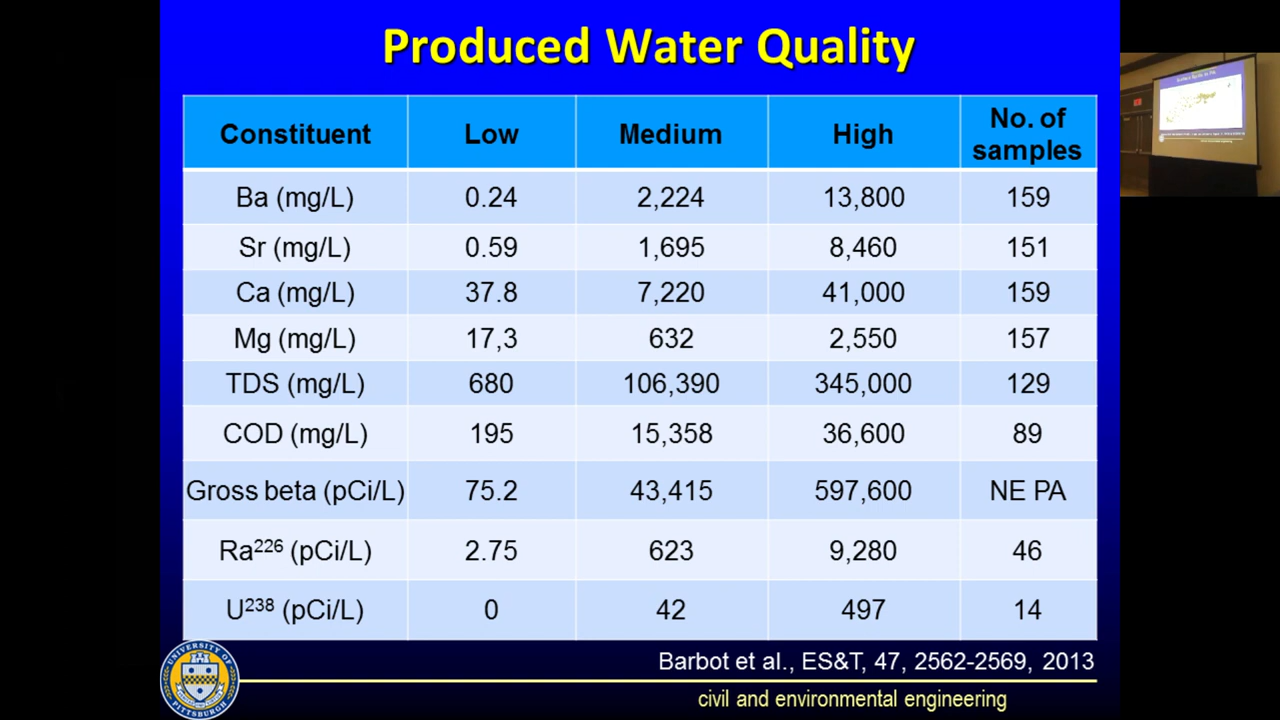 Produced Water Quality
Constituent Low Medium High No. of samples
Ba (mg/L) 0.24 2,224 13,800 159
Sr (mg/L) 0.59 1,695 8,460 151
Ca (mg/L) 37.8 7,220 41,000 159
Mg (mg/L) 17,3 632 2,550 157
TDS (mg/L) 680 106,390 345,000 129
COD (mg/L) 195 15,358 36,600 89
Gross beta (pCi/L) 75.2 43,415 597,600 NE PA
Ra²²⁶ (pCi/L) 2.75 623 9,280 46
U²³⁸ (pCi/L) 0 42 497 14
Barbot et al., ES&T, 47, 2562-2569, 2013
UNIVERSITY OF PITTSBURGH
civil and environmental engineering